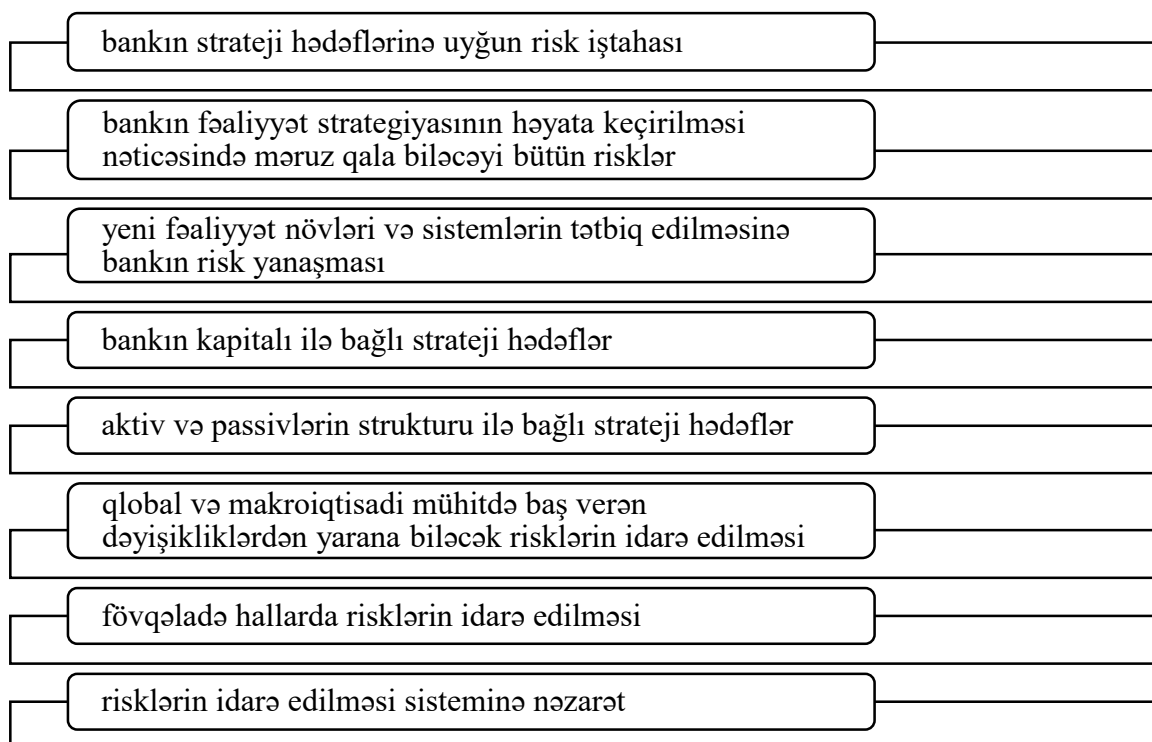 bankın strateji hədəflərinə uyğun risk iştahası
bankın fəaliyyət strategiyasının həyata keçirilməsi
nəticəsində məruz qala biləcəyi bütün risklər
yeni fəaliyyət növləri və sistemlərin tətbiq edilməsinə
bankın risk yanaşması
bankın kapitalı ilə bağlı strateji hədəflər
aktiv və passivlərin strukturu ilə bağlı strateji hədəflər
qlobal və makroiqtisadi mühitdə baş verən
dəyişikliklərdən yarana biləcək risklərin idarə edilməsi
fövqəladə hallarda risklərin idarə edilməsi
risklərin idarə edilməsi sisteminə nəzarət